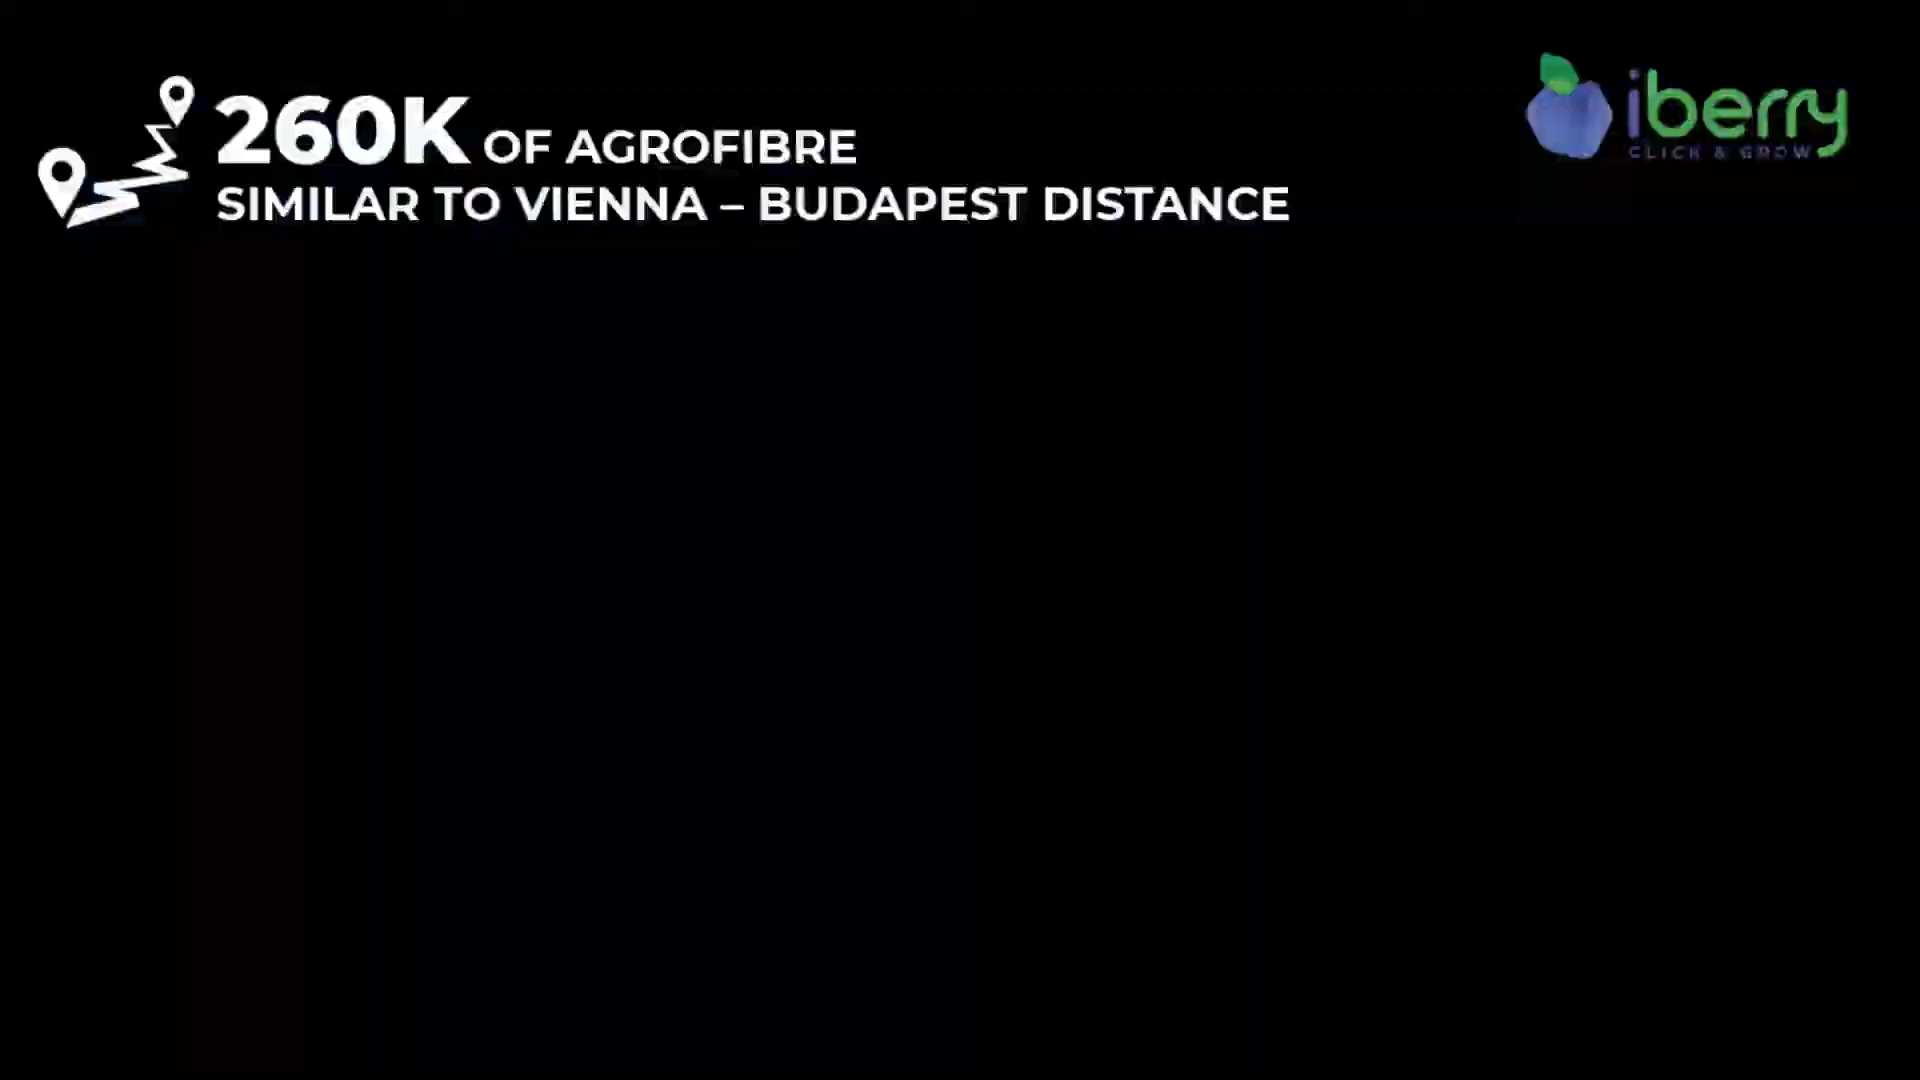 260K OF AGROFIBRE
SIMILAR TO VIENNA – BUDAPEST DISTANCE
iberry
CLICK & GROW